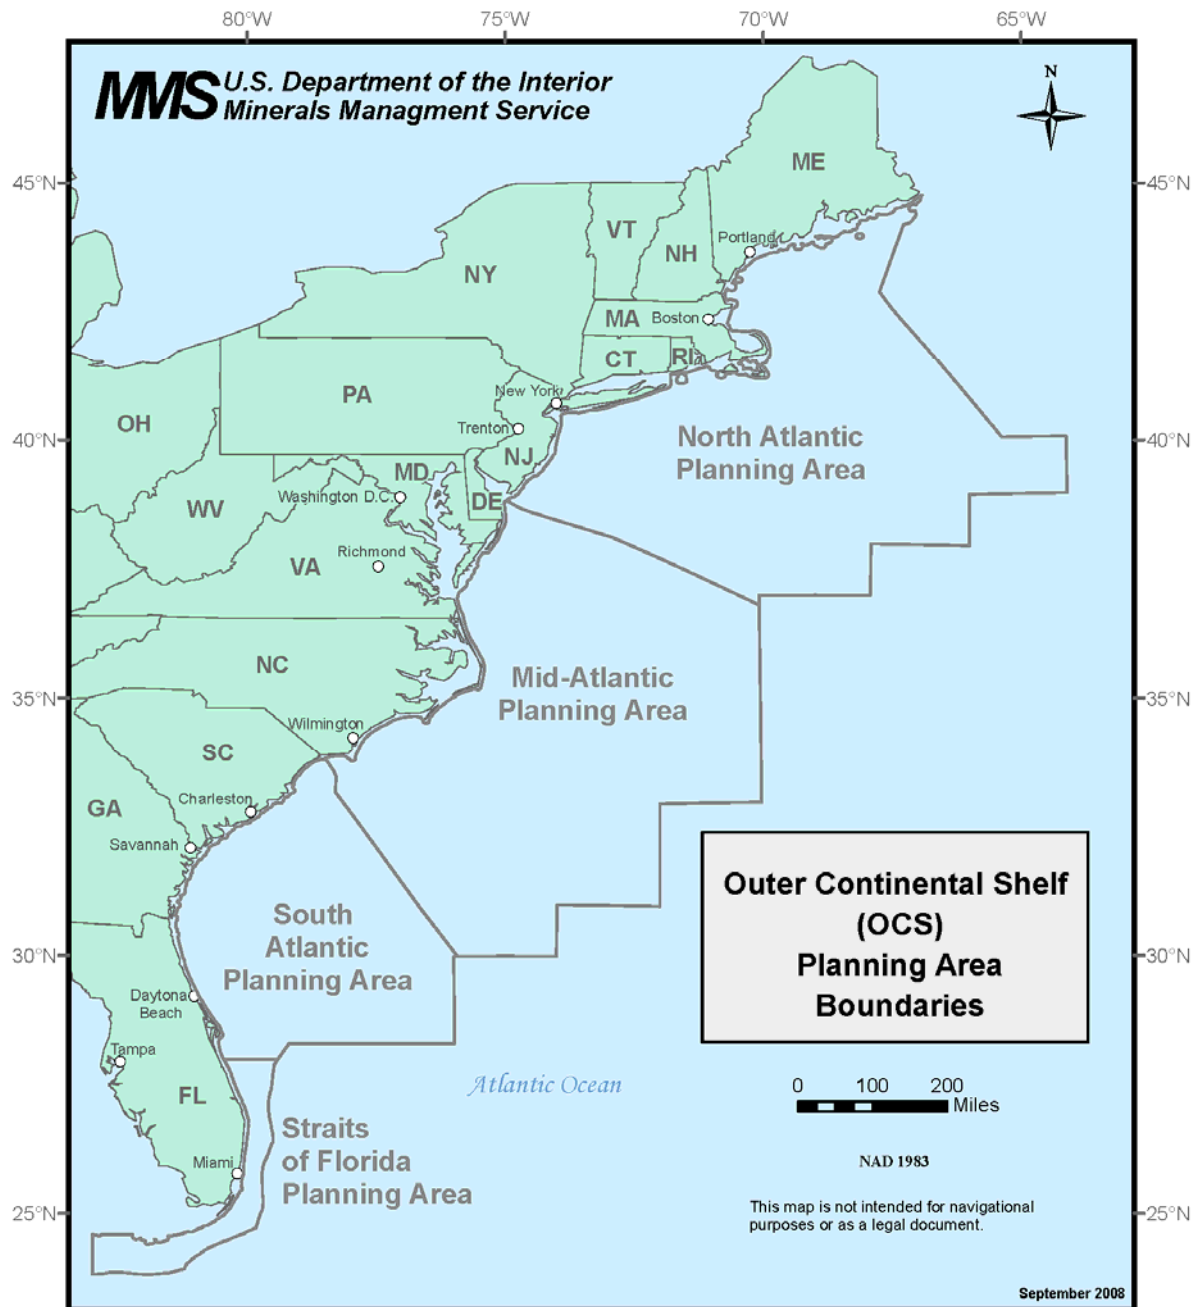 80°W
75°W
70°W
65°W
MMS
U.S. Department of the Interior
Minerals Managment Service
N
45°N
45°N
ME
VT
NH
Portland
NY
MA
Boston
CT
RI
PA
New York
OH
Trenton
NJ
40°N
40°N
North Atlantic
Planning Area
MD
Washington D.C.
DE
WV
Richmond
VA
NC
Mid-Atlantic
Planning Area
35°N
35°N
Wilmington
SC
Charleston
GA
Savannah
Outer Continental Shelf
(OCS)
Planning Area
Boundaries
South
Atlantic
Planning Area
30°N
30°N
Daytona
Beach
Tampa
Atlantic Ocean
0 100 200
Miles
FL
Straits
of Florida
Planning Area
Miami
NAD 1983
This map is not intended for navigational
purposes or as a legal document.
25°N
25°N
September 2008